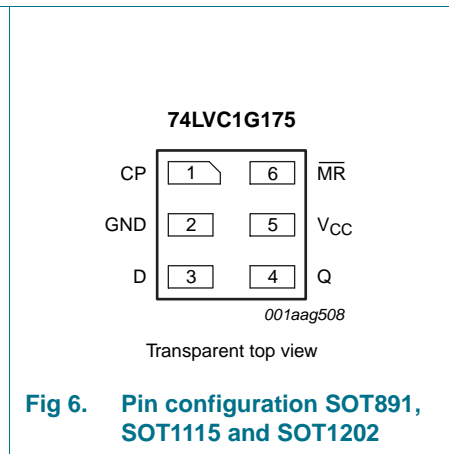 74LVC1G175
CP 1 6 MR
GND 2 5 VCC
D 3 4 Q
001aag508
Transparent top view
Fig 6. Pin configuration SOT891,
SOT1115 and SOT1202